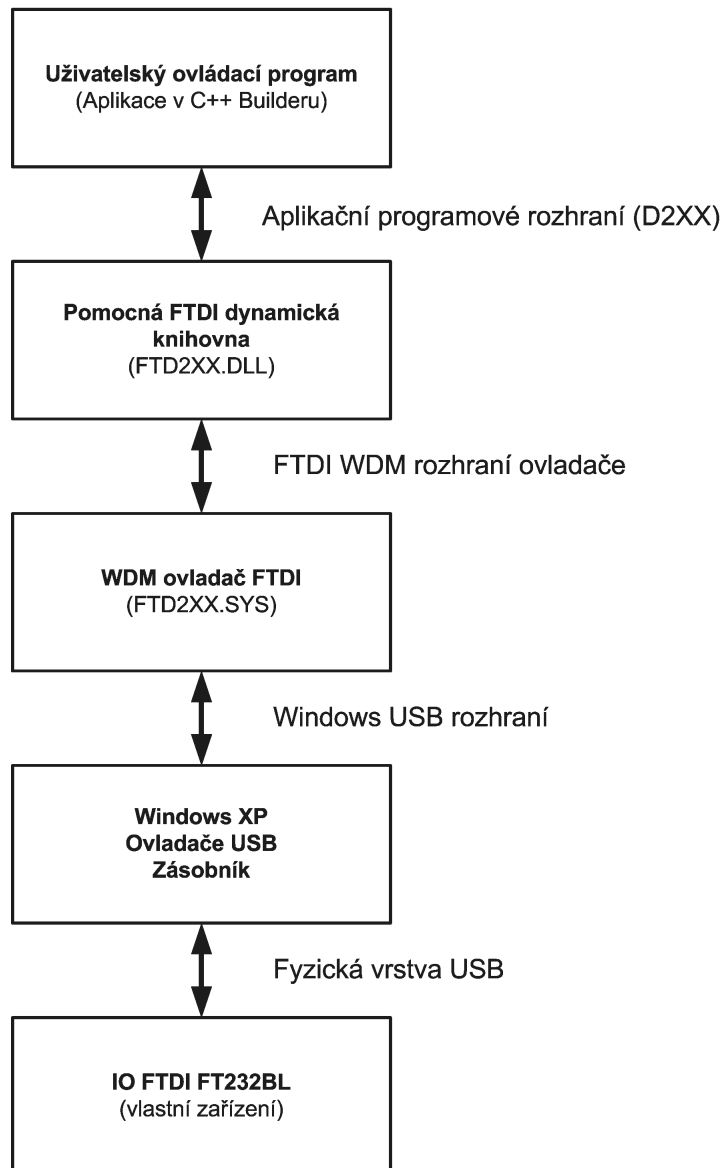 Uživatelský ovládací program
(Aplikace v C++ Builderu)
Aplikační programové rozhraní (D2XX)
Pomocná FTDI dynamická
knihovna
(FTD2XX.DLL)
FTDI WDM rozhraní ovladače
WDM ovladač FTDI
(FTD2XX.SYS)
Windows USB rozhraní
Windows XP
Ovladače USB
Zásobník
Fyzická vrstva USB
IO FTDI FT232BL
(vlastní zařízení)